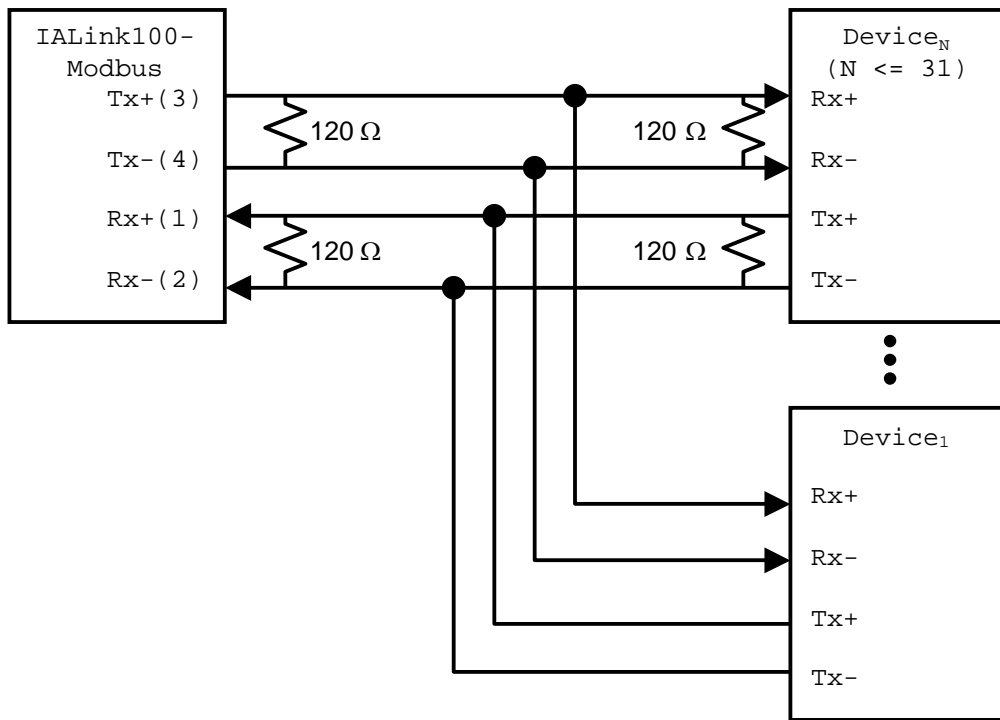 IALink100-
Modbus
Tx+(3)
Tx-(4)
Rx+(1)
Rx-(2)
120 Ω
120 Ω
120 Ω
120 Ω
DeviceN
(N <= 31)
Rx+
Rx-
Tx+
Tx-
Device1
Rx+
Rx-
Tx+
Tx-